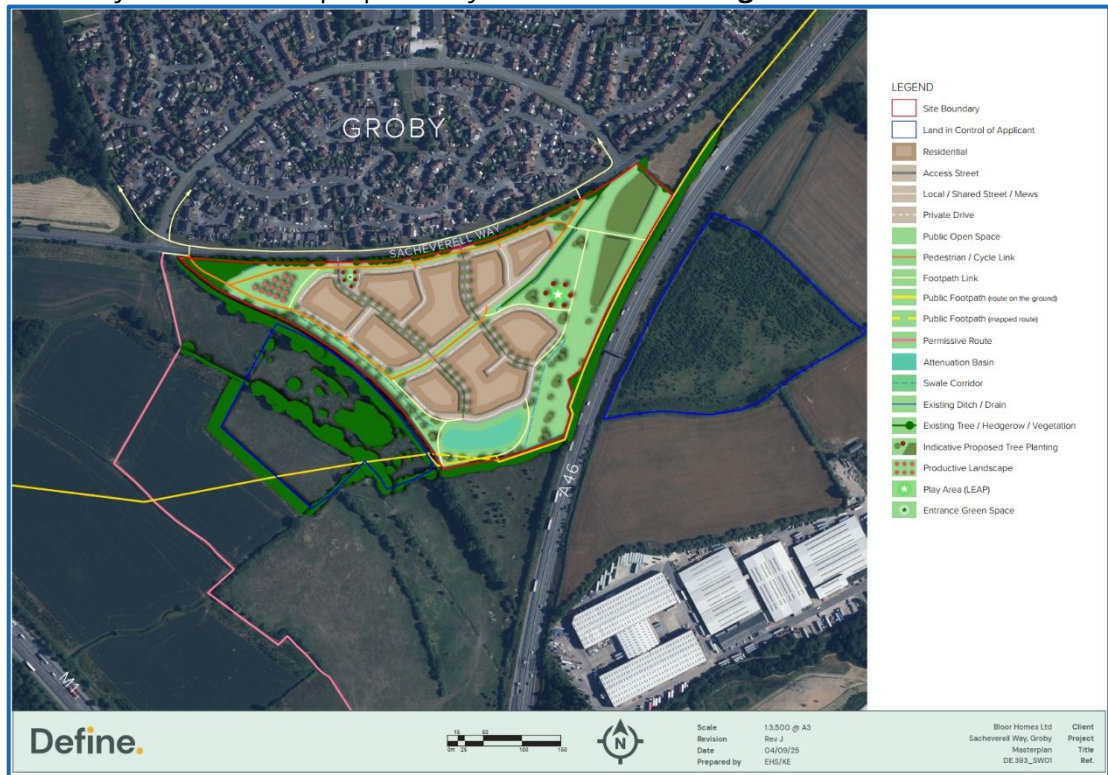 GROBY
SACHEVERELL WAY
A46
M1
LEGEND
Site Boundary
Land in Control of Applicant
Residential
Access Street
Local / Shared Street / Mews
Private Drive
Public Open Space
Pedestrian / Cycle Link
Footpath Link
Public Footpath (route on the ground)
Public Footpath (mapped route)
Permissive Route
Attenuation Basin
Swale Corridor
Existing Ditch / Drain
Existing Tree / Hedgerow / Vegetation
Indicative Proposed Tree Planting
Productive Landscape
Play Area (LEAP)
Entrance Green Space
Define.
10 50
0m 25 100 150
N
Scale 1:3,500 @ A3
Revision Rev J
Date 04/09/25
Prepared by EHS/KE
Bloor Homes Ltd Client
Sacheverell Way, Groby Project
Masterplan Title
DE.393_SW01 Ref.